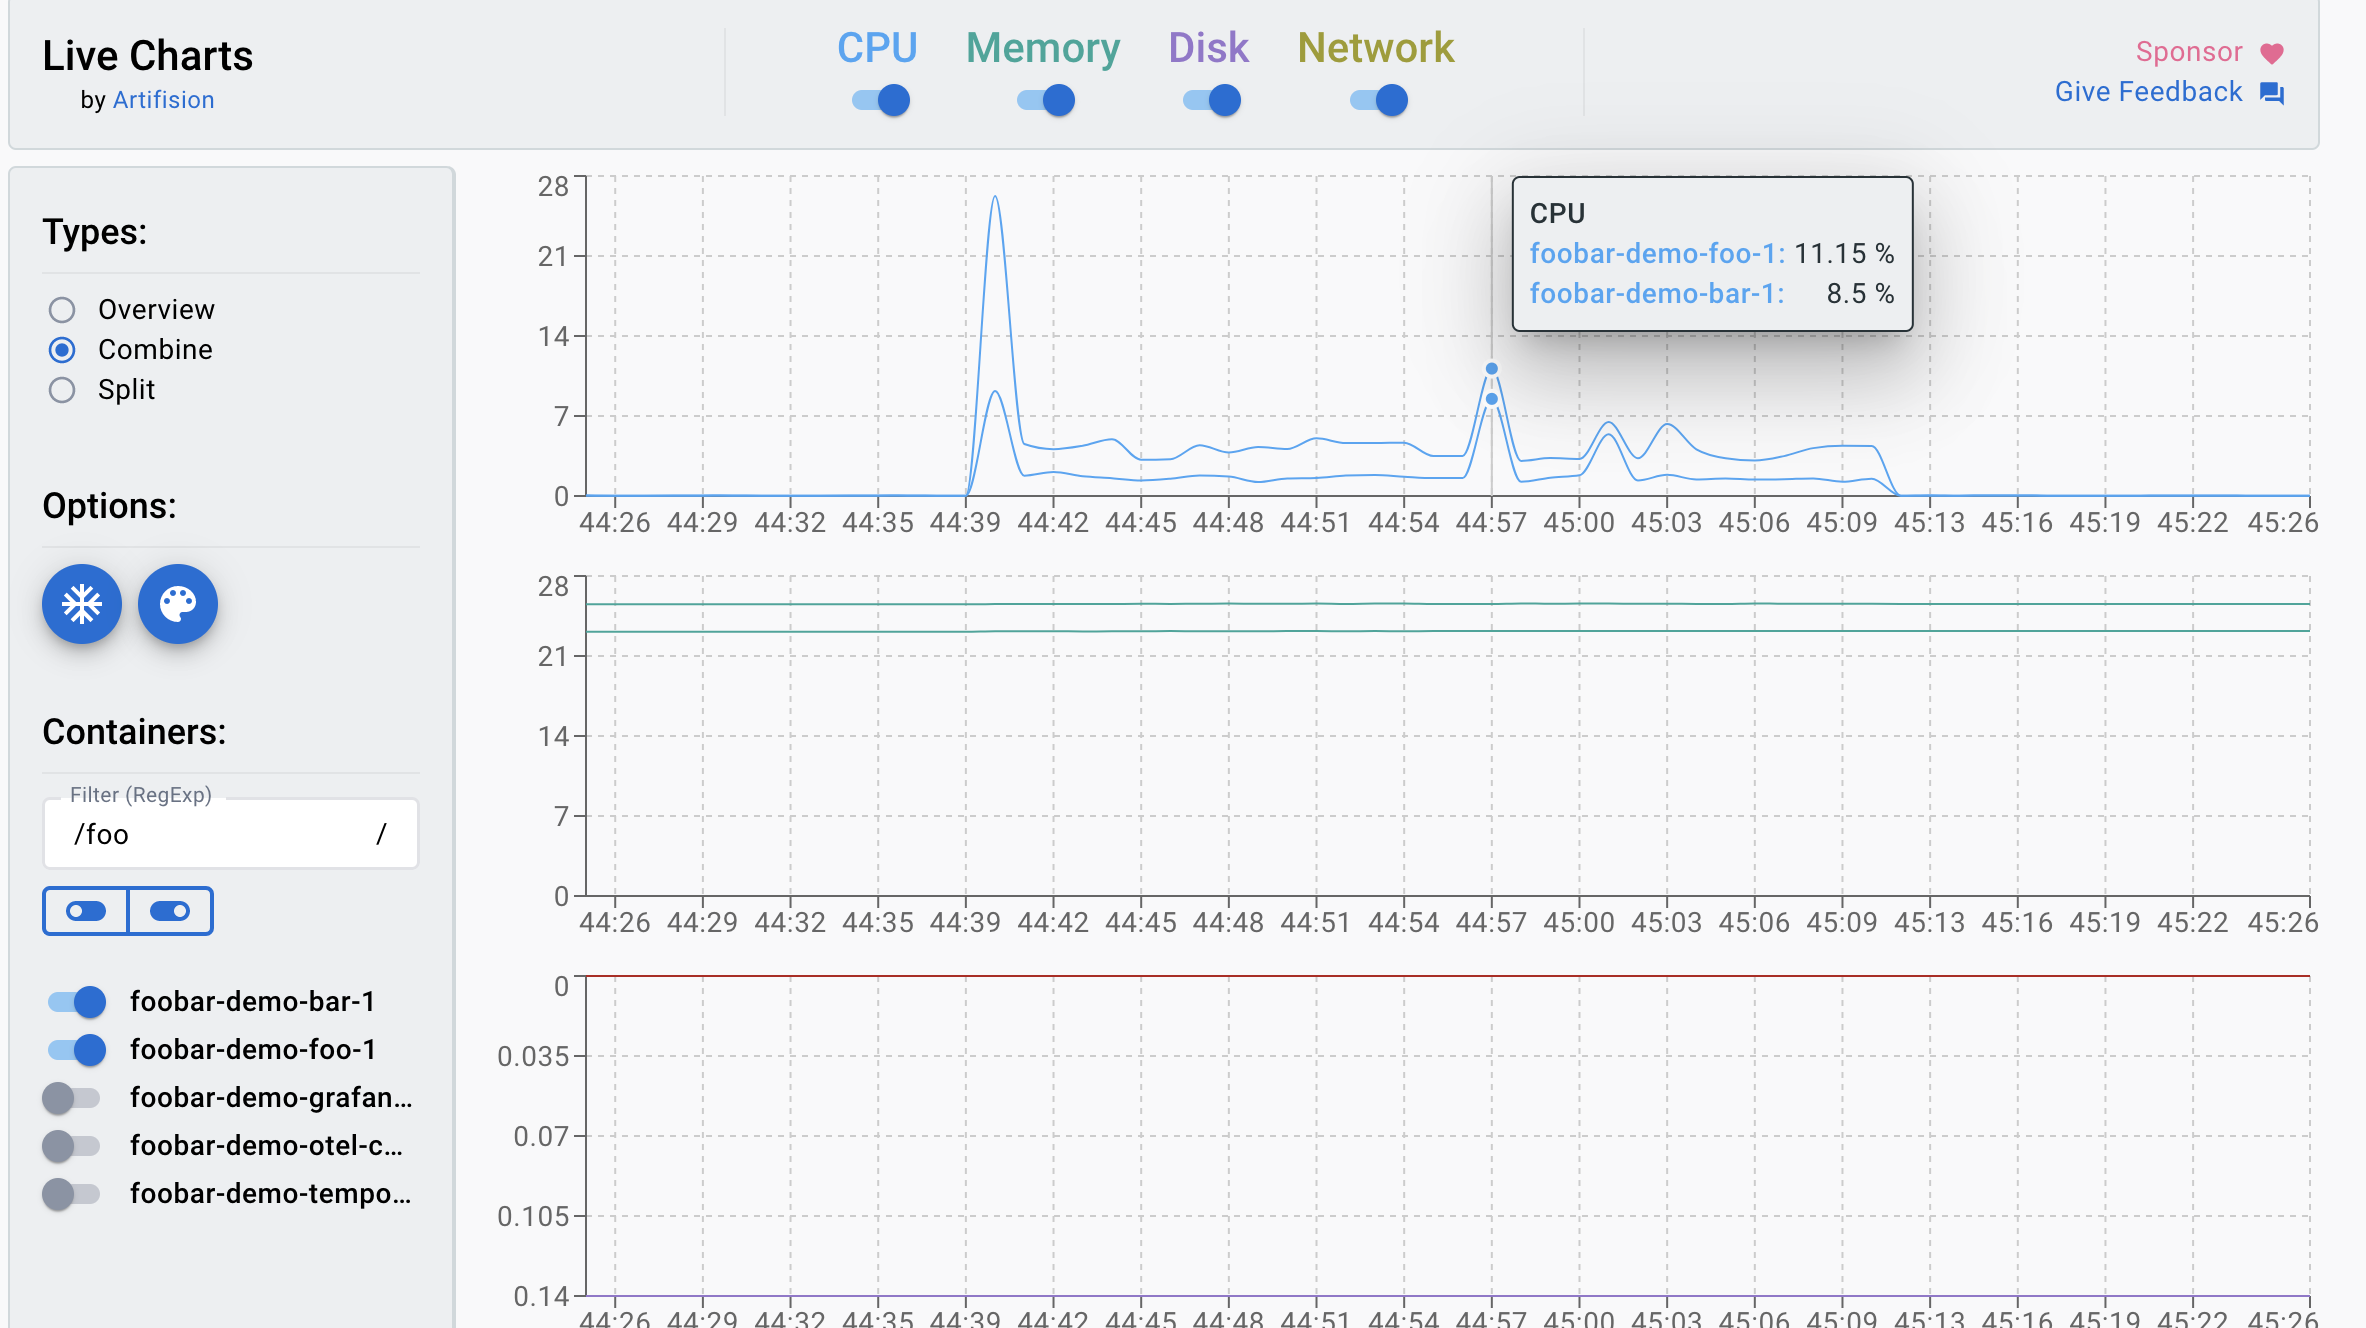 Live Charts
by Artifision
CPU Memory Disk Network
Sponsor
Give Feedback
Types:
Overview
Combine
Split
Options:
Containers:
Filter (RegExp)
/foo /
foobar-demo-bar-1
foobar-demo-foo-1
foobar-demo-grafan...
foobar-demo-otel-c...
foobar-demo-tempo...
28
21
14
7
0
44:26 44:29 44:32 44:35 44:39 44:42 44:45 44:48 44:51 44:54 44:57 45:00 45:03 45:06 45:09 45:13 45:16 45:19 45:22 45:26
CPU
foobar-demo-foo-1: 11.15 %
foobar-demo-bar-1: 8.5 %
28
21
14
7
0
44:26 44:29 44:32 44:35 44:39 44:42 44:45 44:48 44:51 44:54 44:57 45:00 45:03 45:06 45:09 45:13 45:16 45:19 45:22 45:26
0
0.035
0.07
0.105
0.14
44:26 44:29 44:32 44:35 44:39 44:42 44:45 44:48 44:51 44:54 44:57 45:00 45:03 45:06 45:09 45:13 45:16 45:19 45:22 45:26